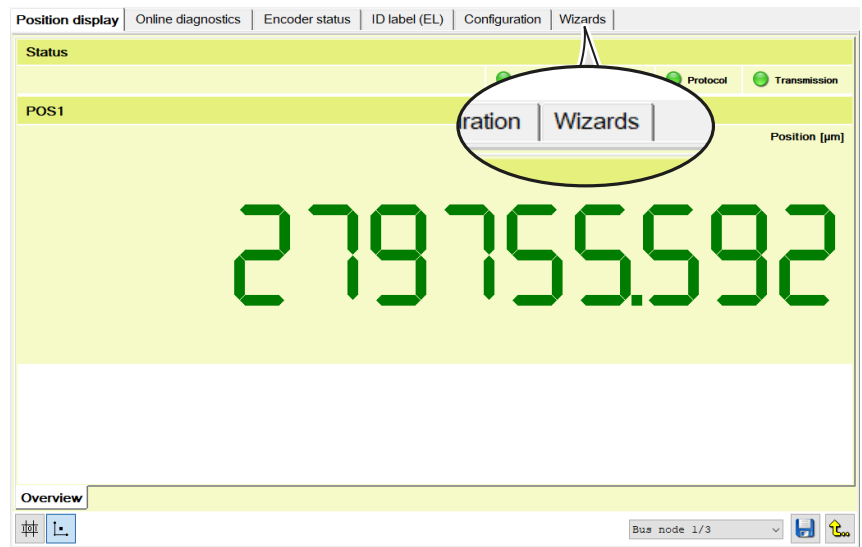 Position display Online diagnostics Encoder status ID label (EL) Configuration Wizards
Status
Protocol Transmission
POS1
ration Wizards
Position [µm]
279755.592
Overview
Bus node 1/3